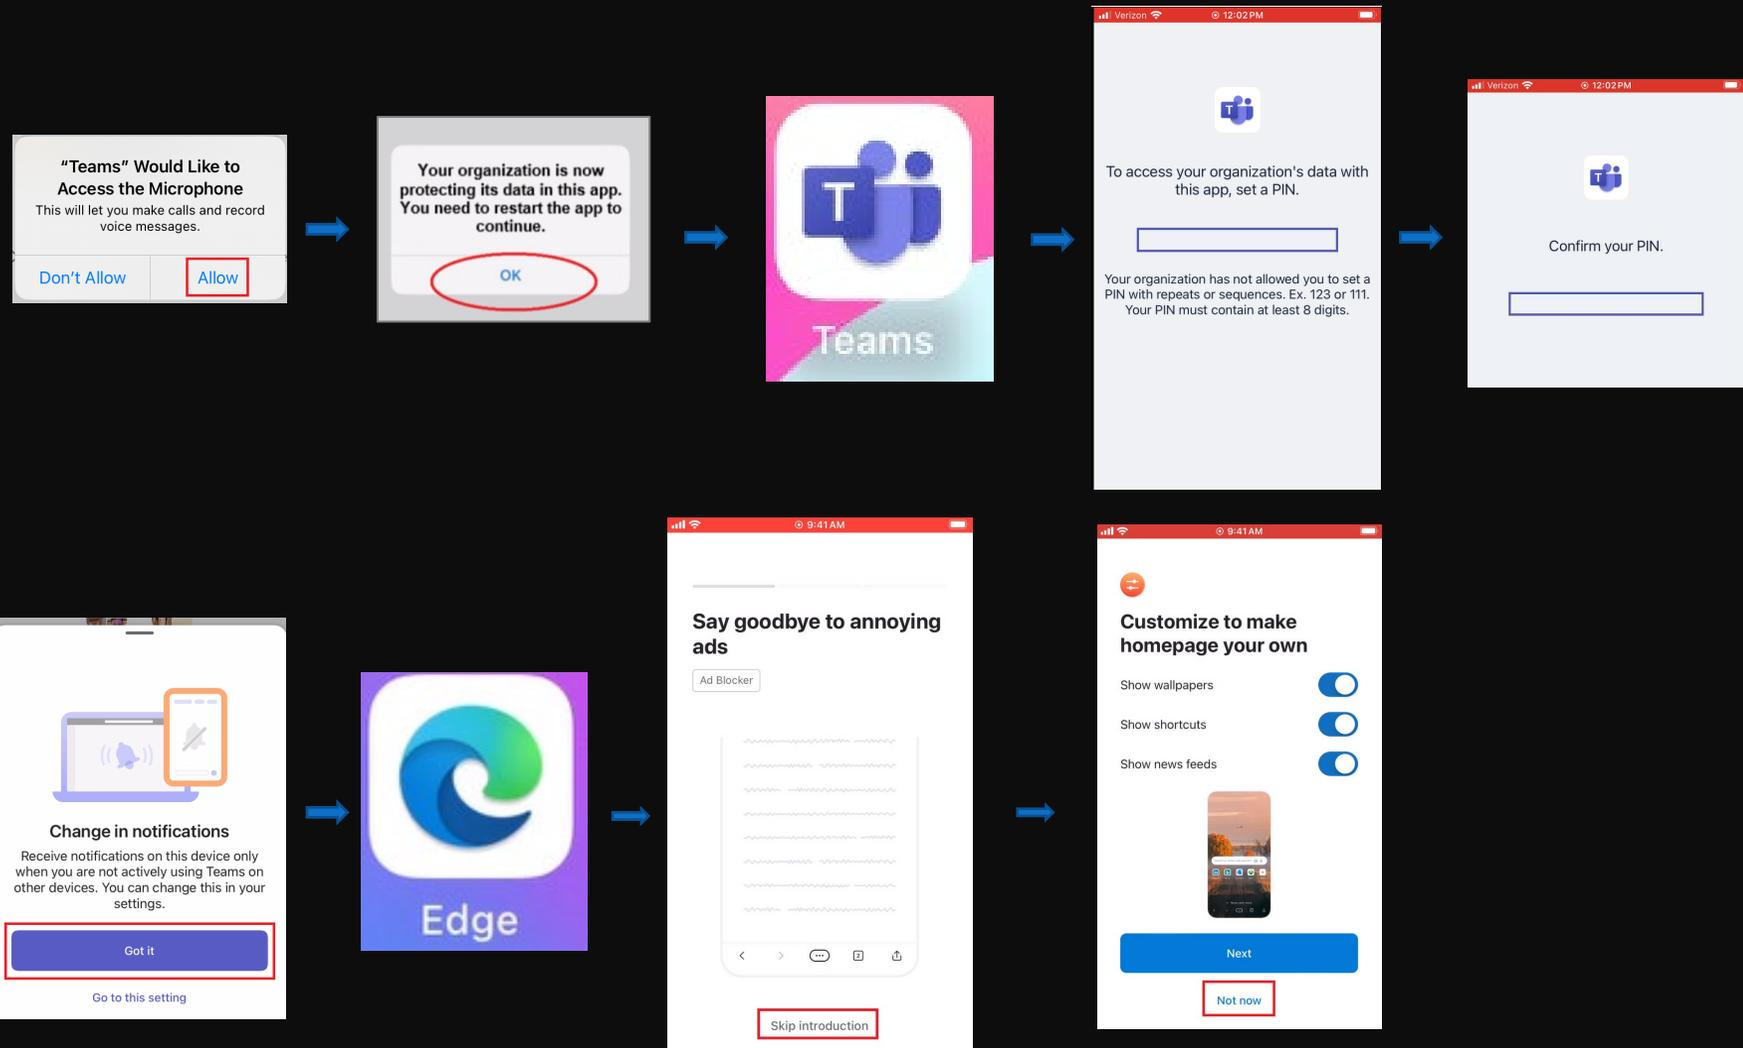 “Teams” Would Like to
Access the Microphone
This will let you make calls and record
voice messages.
Don’t Allow
Allow
Your organization is now
protecting its data in this app.
You need to restart the app to
continue.
OK
T
Teams
Verizon
12:02 PM
T
To access your organization's data with
this app, set a PIN.
Your organization has not allowed you to set a
PIN with repeats or sequences. Ex. 123 or 111.
Your PIN must contain at least 8 digits.
Verizon
12:02 PM
T
Confirm your PIN.
Change in notifications
Receive notifications on this device only
when you are not actively using Teams on
other devices. You can change this in your
settings.
Got it
Go to this setting
Edge
9:41 AM
Say goodbye to annoying
ads
Ad Blocker
2
Skip introduction
9:41 AM
Customize to make
homepage your own
Show wallpapers
Show shortcuts
Show news feeds
Next
Not now